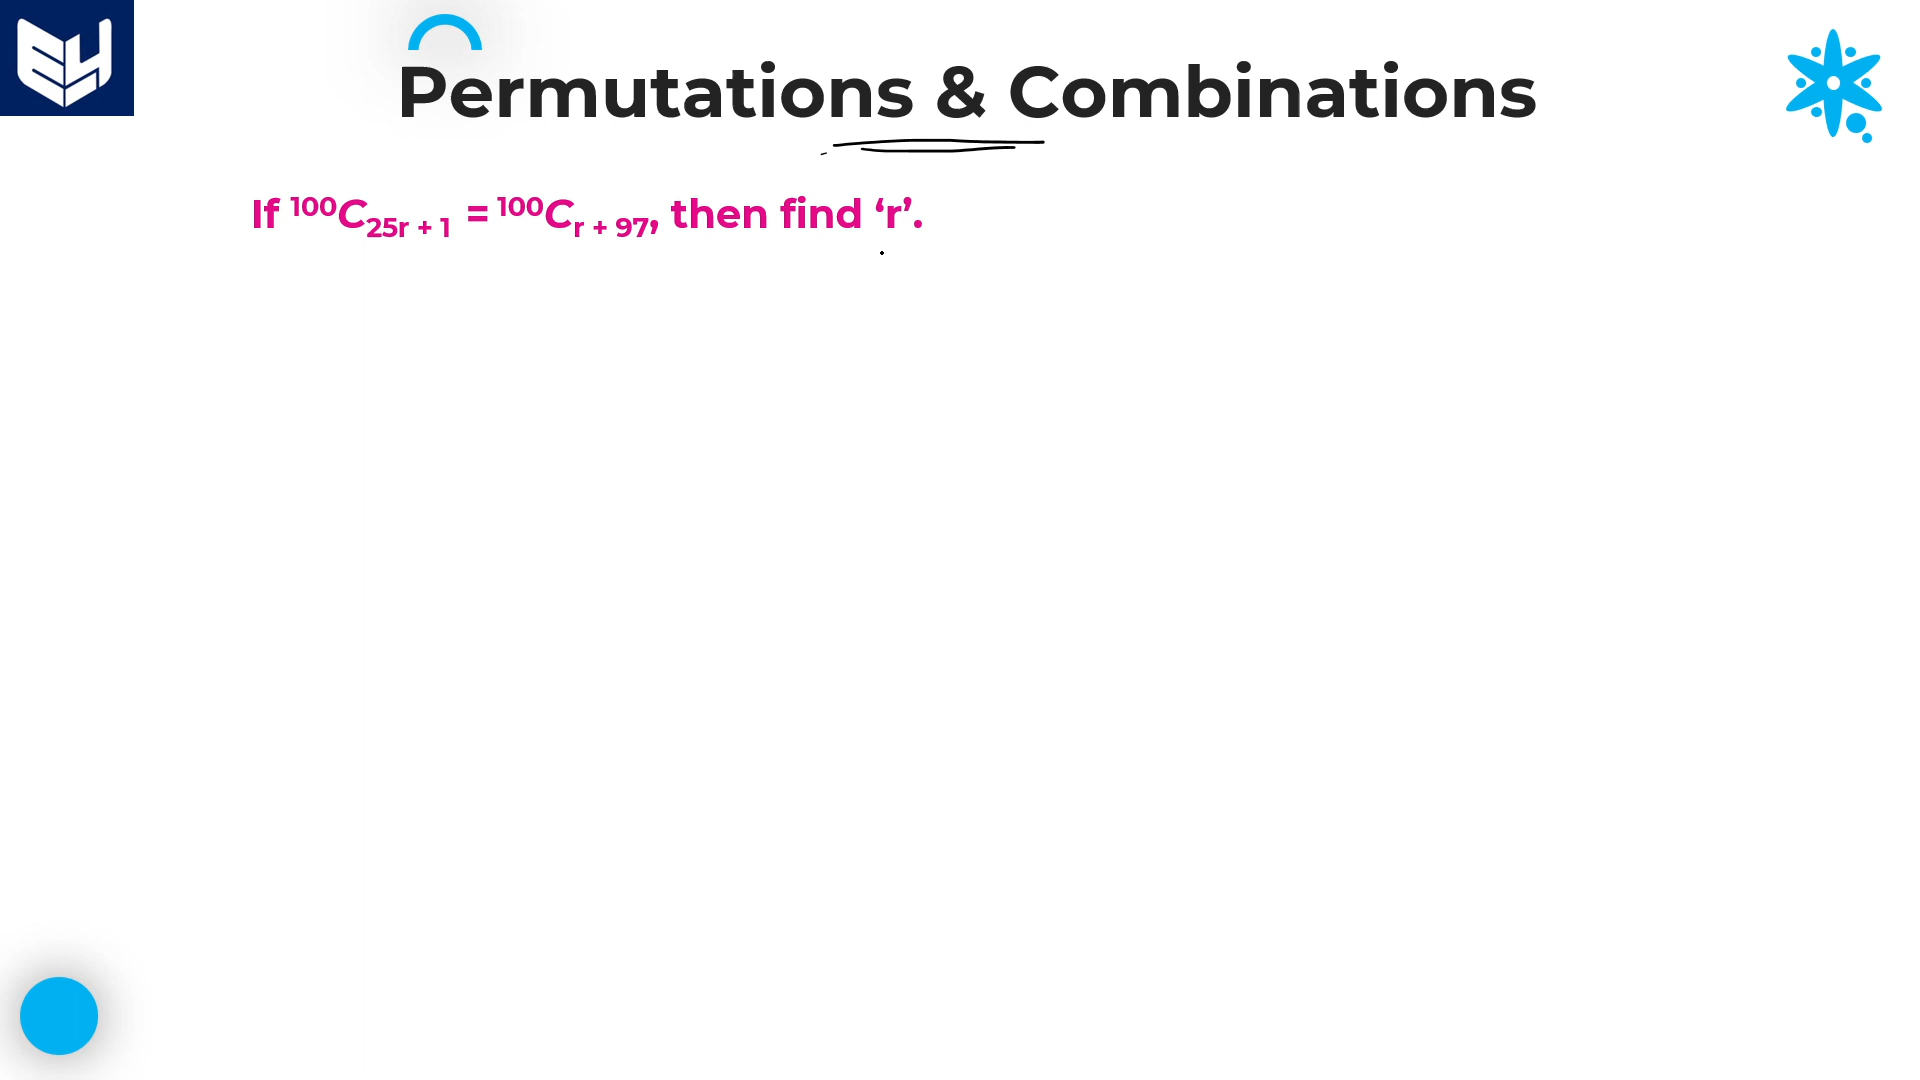 Permutations & Combinations
If ¹⁰⁰C₂₅ᵣ ₊ ₁ = ¹⁰⁰Cᵣ ₊ ₉₇, then find ‘r’.